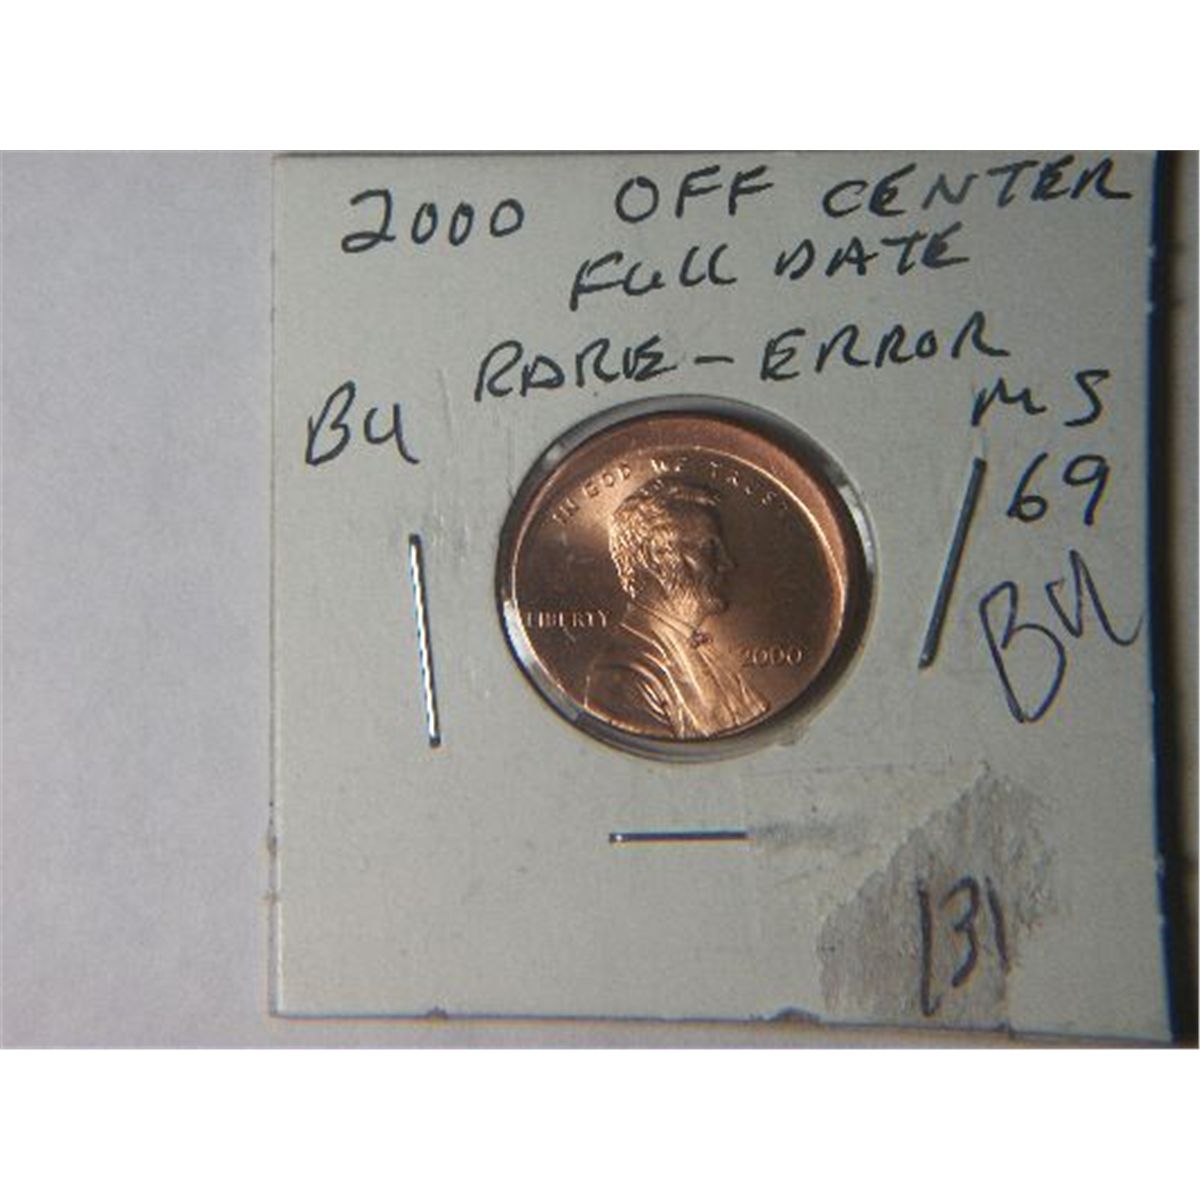 2000 OFF CENTER
FULL DATE
RARE - ERROR
BU
MS
69
BU
IN GOD WE TRUST
LIBERTY
2000
131